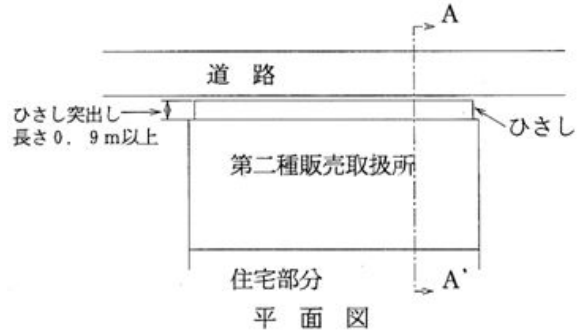 A
道 路
ひさし突出し
長さ0.9m以上
ひさし
第二種販売取扱所
住宅部分
A'
平 面 図